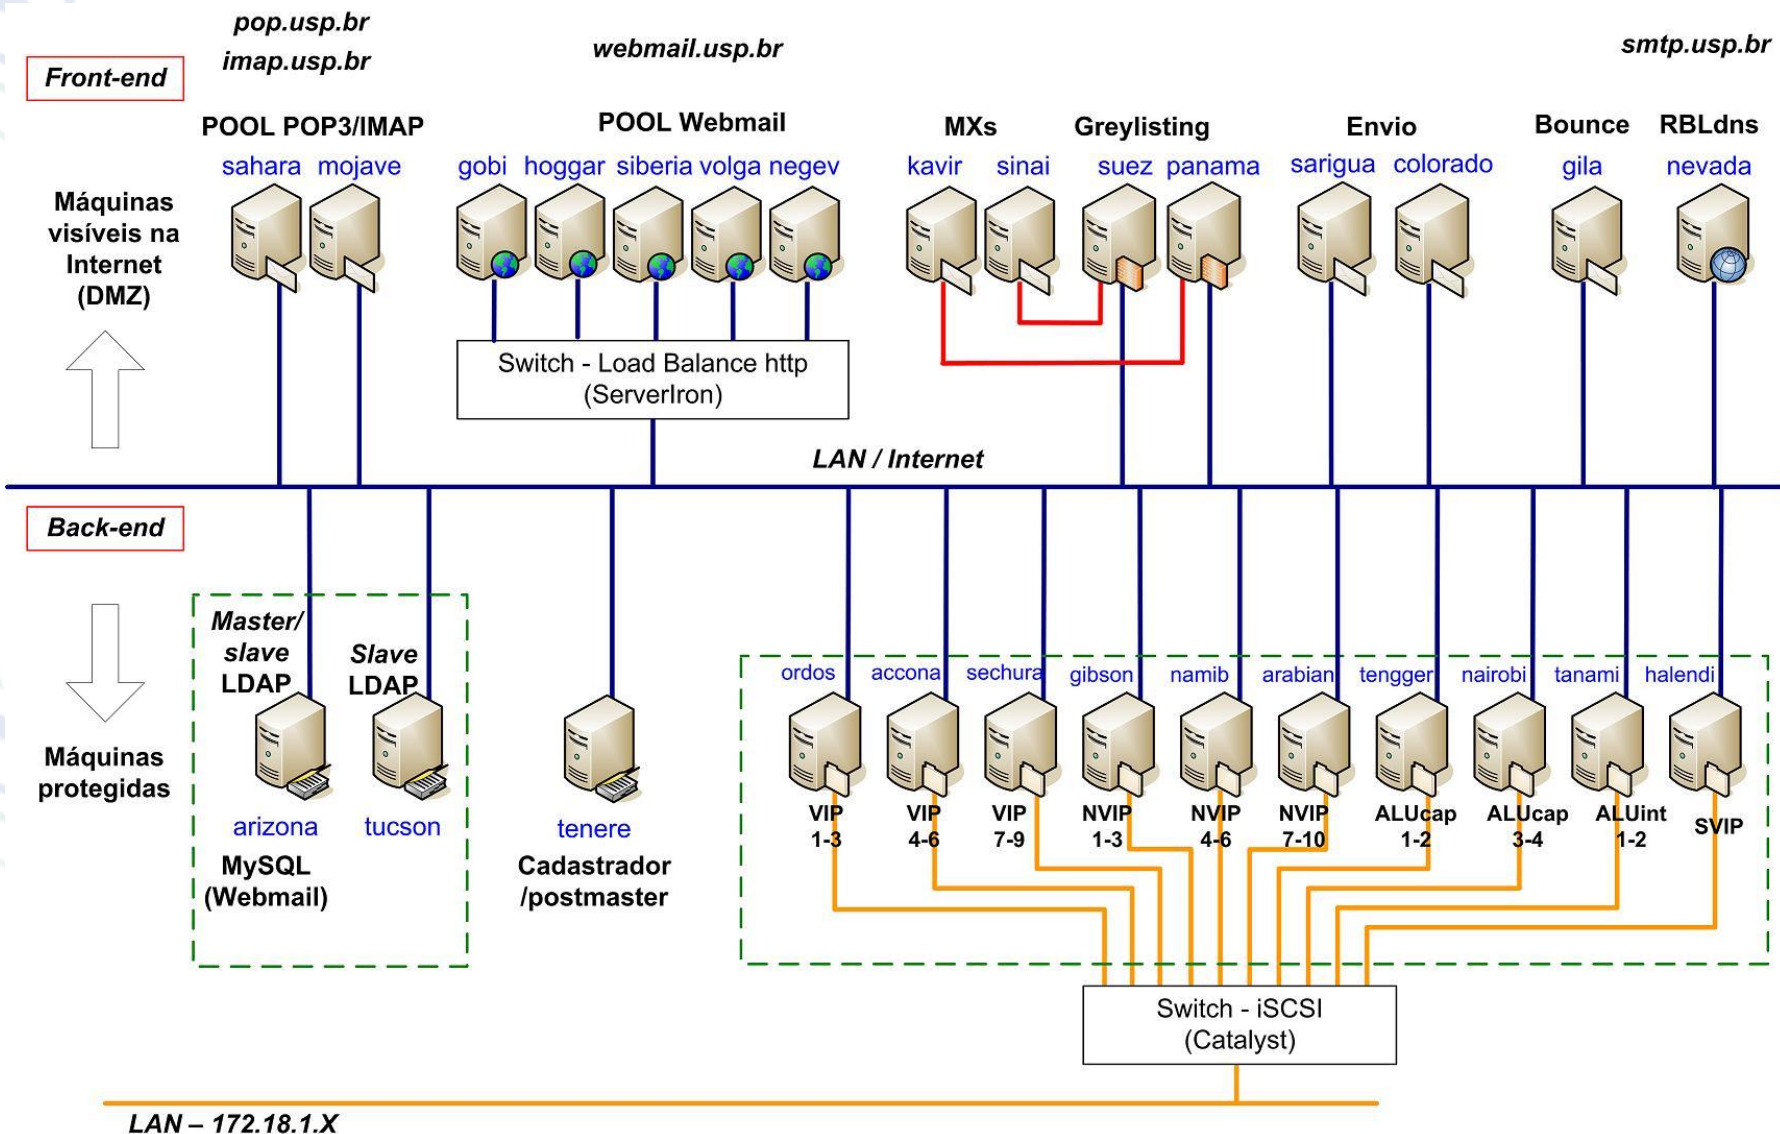 pop.usp.br
imap.usp.br
webmail.usp.br
smtp.usp.br
Front-end
POOL POP3/IMAP
POOL Webmail
MXs
Greylisting
Envio
Bounce
RBLdns
sahara
mojave
gobi
hoggar
siberia
volga
negev
kavir
sinai
suez
panama
sarigua
colorado
gila
nevada
Máquinas
visíveis na
Internet
(DMZ)
Switch - Load Balance http
(ServerIron)
LAN / Internet
Back-end
Master/
slave
LDAP
Slave
LDAP
ordos
accona
sechura
gibson
namib
arabian
tengger
nairobi
tanami
halendi
Máquinas
protegidas
arizona
tucson
tenere
MySQL
(Webmail)
Cadastrador
/postmaster
VIP
1-3
VIP
4-6
VIP
7-9
NVIP
1-3
NVIP
4-6
NVIP
7-10
ALUcap
1-2
ALUcap
3-4
ALUint
1-2
SVIP
Switch - iSCSI
(Catalyst)
LAN – 172.18.1.X